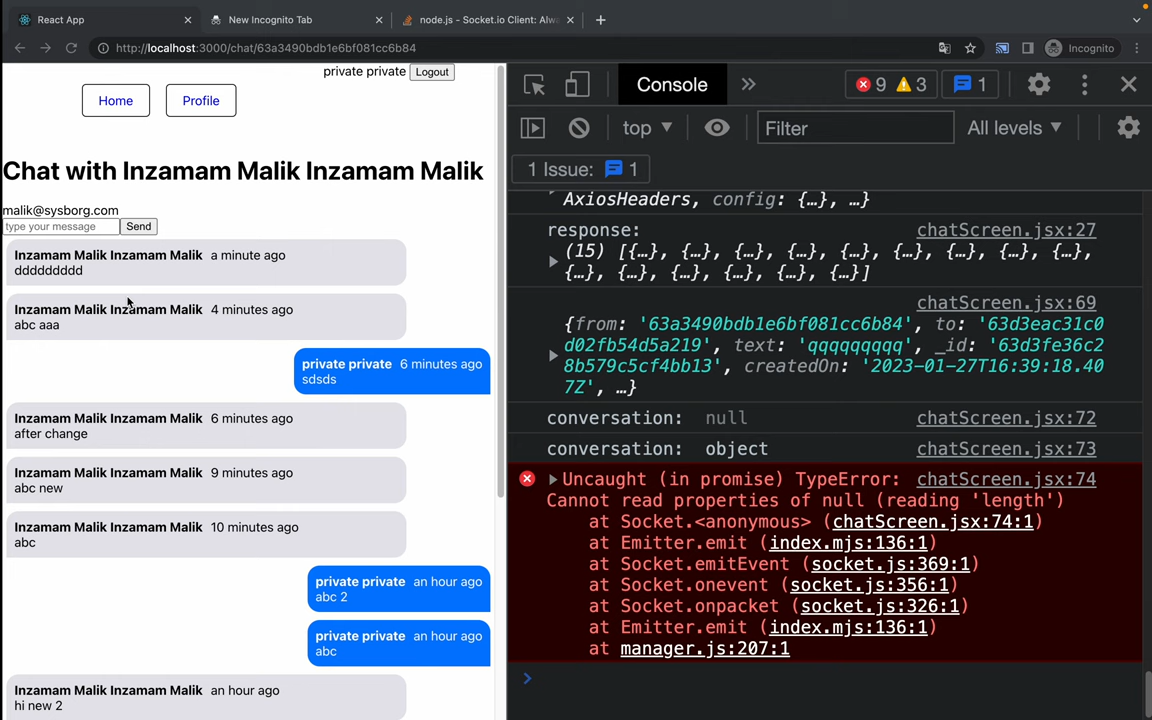 React App
New Incognito Tab
node.js - Socket.io Client: Alwa
http://localhost:3000/chat/63a3490bdb1e6bf081cc6b84
Incognito
private private Logout
Home Profile
Chat with Inzamam Malik Inzamam Malik
malik@sysborg.com
type your message Send
Inzamam Malik Inzamam Malik a minute ago
ddddddddd
Inzamam Malik Inzamam Malik 4 minutes ago
abc aaa
private private 6 minutes ago
sdsds
Inzamam Malik Inzamam Malik 6 minutes ago
after change
Inzamam Malik Inzamam Malik 9 minutes ago
abc new
Inzamam Malik Inzamam Malik 10 minutes ago
abc
private private an hour ago
abc 2
private private an hour ago
abc
Inzamam Malik Inzamam Malik an hour ago
hi new 2
Console » 9 3 1
top Filter All levels
1 Issue: 1
AxiosHeaders, config: {…}, …}
response: chatScreen.jsx:27
(15) [{…}, {…}, {…}, {…}, {…}, {…}, {…}, {…}, {…},
{…}, {…}, {…}, {…}, {…}, {…}]
chatScreen.jsx:69
{from: '63a3490bdb1e6bf081cc6b84', to: '63d3eac31c0
d02fb54d5a219', text: 'qqqqqqqqq', _id: '63d3fe36c2
8b579c5cf4bb13', createdOn: '2023-01-27T16:39:18.40
7Z', …}
conversation: null chatScreen.jsx:72
conversation: object chatScreen.jsx:73
Uncaught (in promise) TypeError: chatScreen.jsx:74
Cannot read properties of null (reading 'length')
at Socket.<anonymous> (chatScreen.jsx:74:1)
at Emitter.emit (index.mjs:136:1)
at Socket.emitEvent (socket.js:369:1)
at Socket.onevent (socket.js:356:1)
at Socket.onpacket (socket.js:326:1)
at Emitter.emit (index.mjs:136:1)
at manager.js:207:1